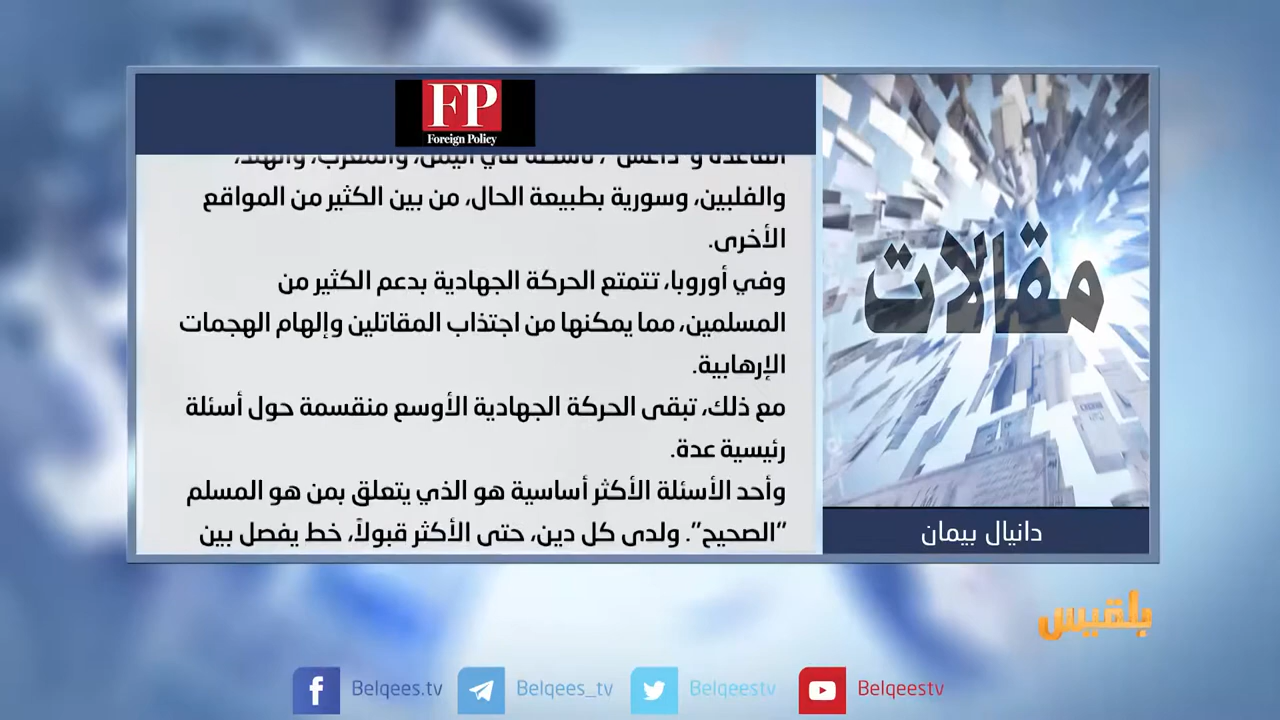 FP
Foreign Policy
والفلبين، وسورية بطبيعة الحال، من بين الكثير من المواقع
الأخرى.
وفي أوروبا، تتمتع الحركة الجهادية بدعم الكثير من
المسلمين، مما يمكنها من اجتذاب المقاتلين وإلهام الهجمات
الإرهابية.
مع ذلك، تبقى الحركة الجهادية الأوسع منقسمة حول أسئلة
رئيسية عدة.
وأحد الأسئلة الأكثر أساسية هو الذي يتعلق بمن هو المسلم
"الصحيح". ولدى كل دين، حتى الأكثر قبولاً، خط يفصل بين
مقالات
دانيال بيمان
بلقيس
Belqees.tv
Belqees_tv
Belqeestv
Belqeestv